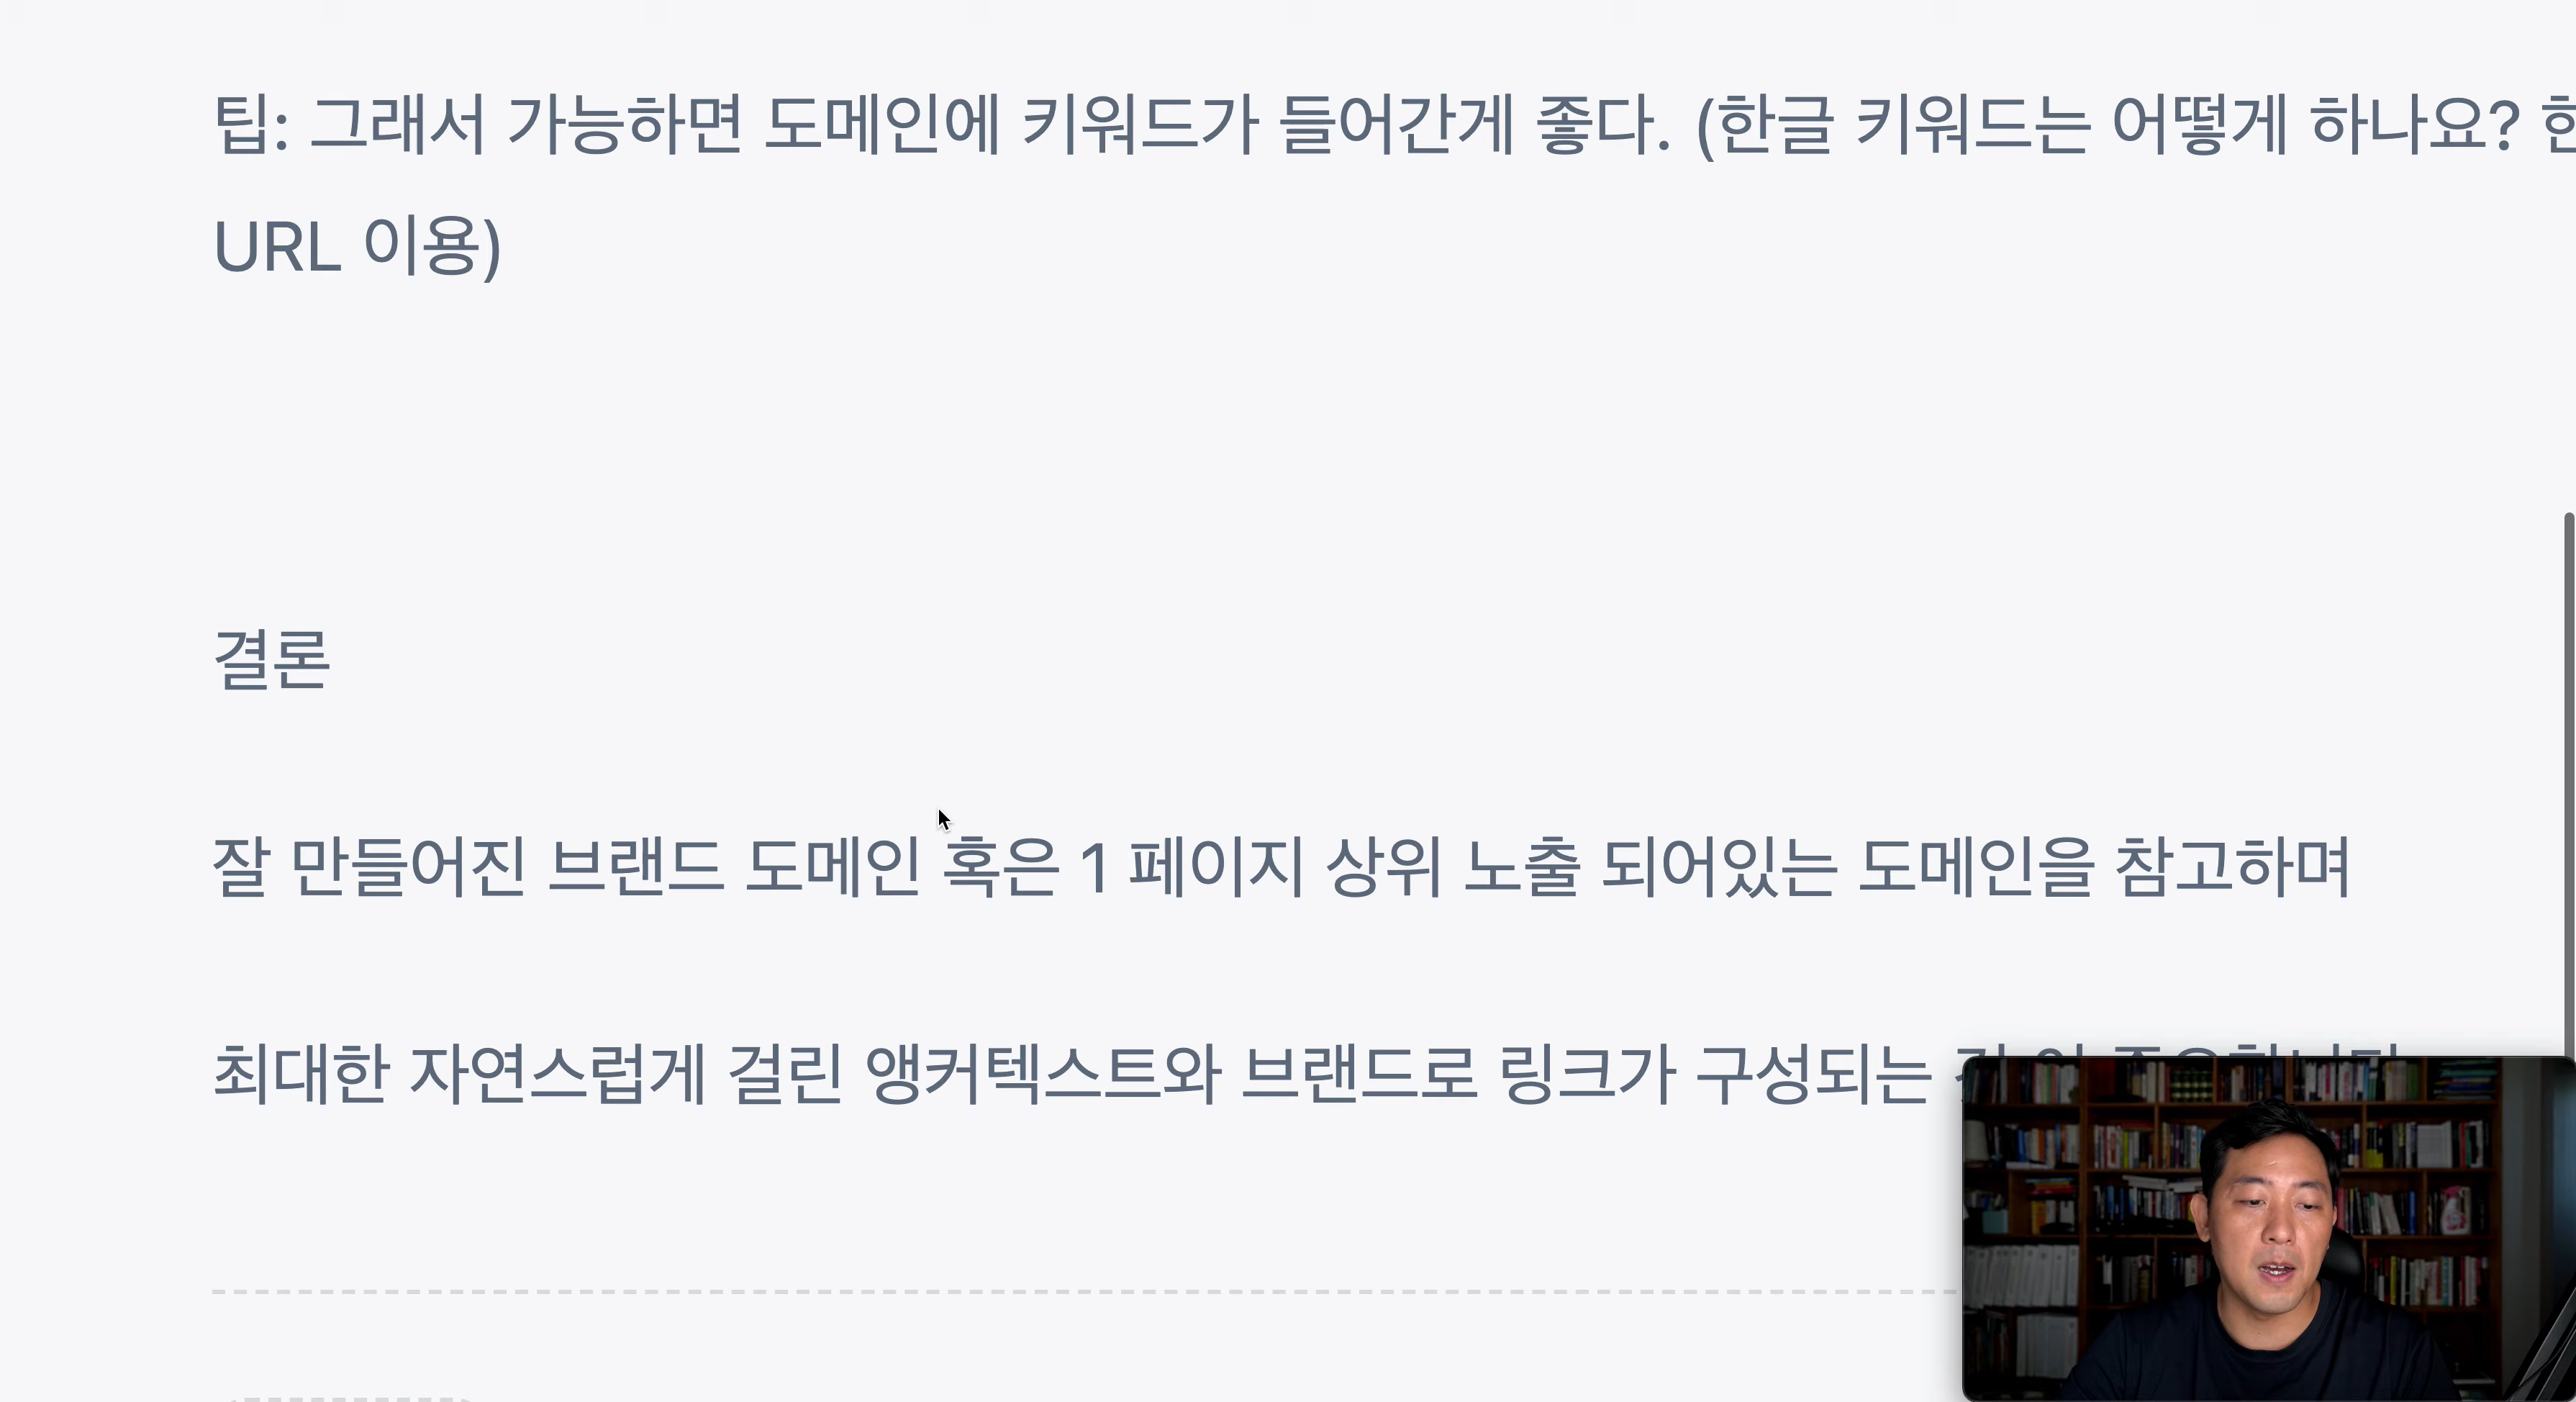 팁: 그래서 가능하면 도메인에 키워드가 들어간게 좋다. (한글 키워드는 어떻게 하나요?
URL 이용)
결론
잘 만들어진 브랜드 도메인 혹은 1 페이지 상위 노출 되어있는 도메인을 참고하며
최대한 자연스럽게 걸린 앵커텍스트와 브랜드로 링크가 구성되는